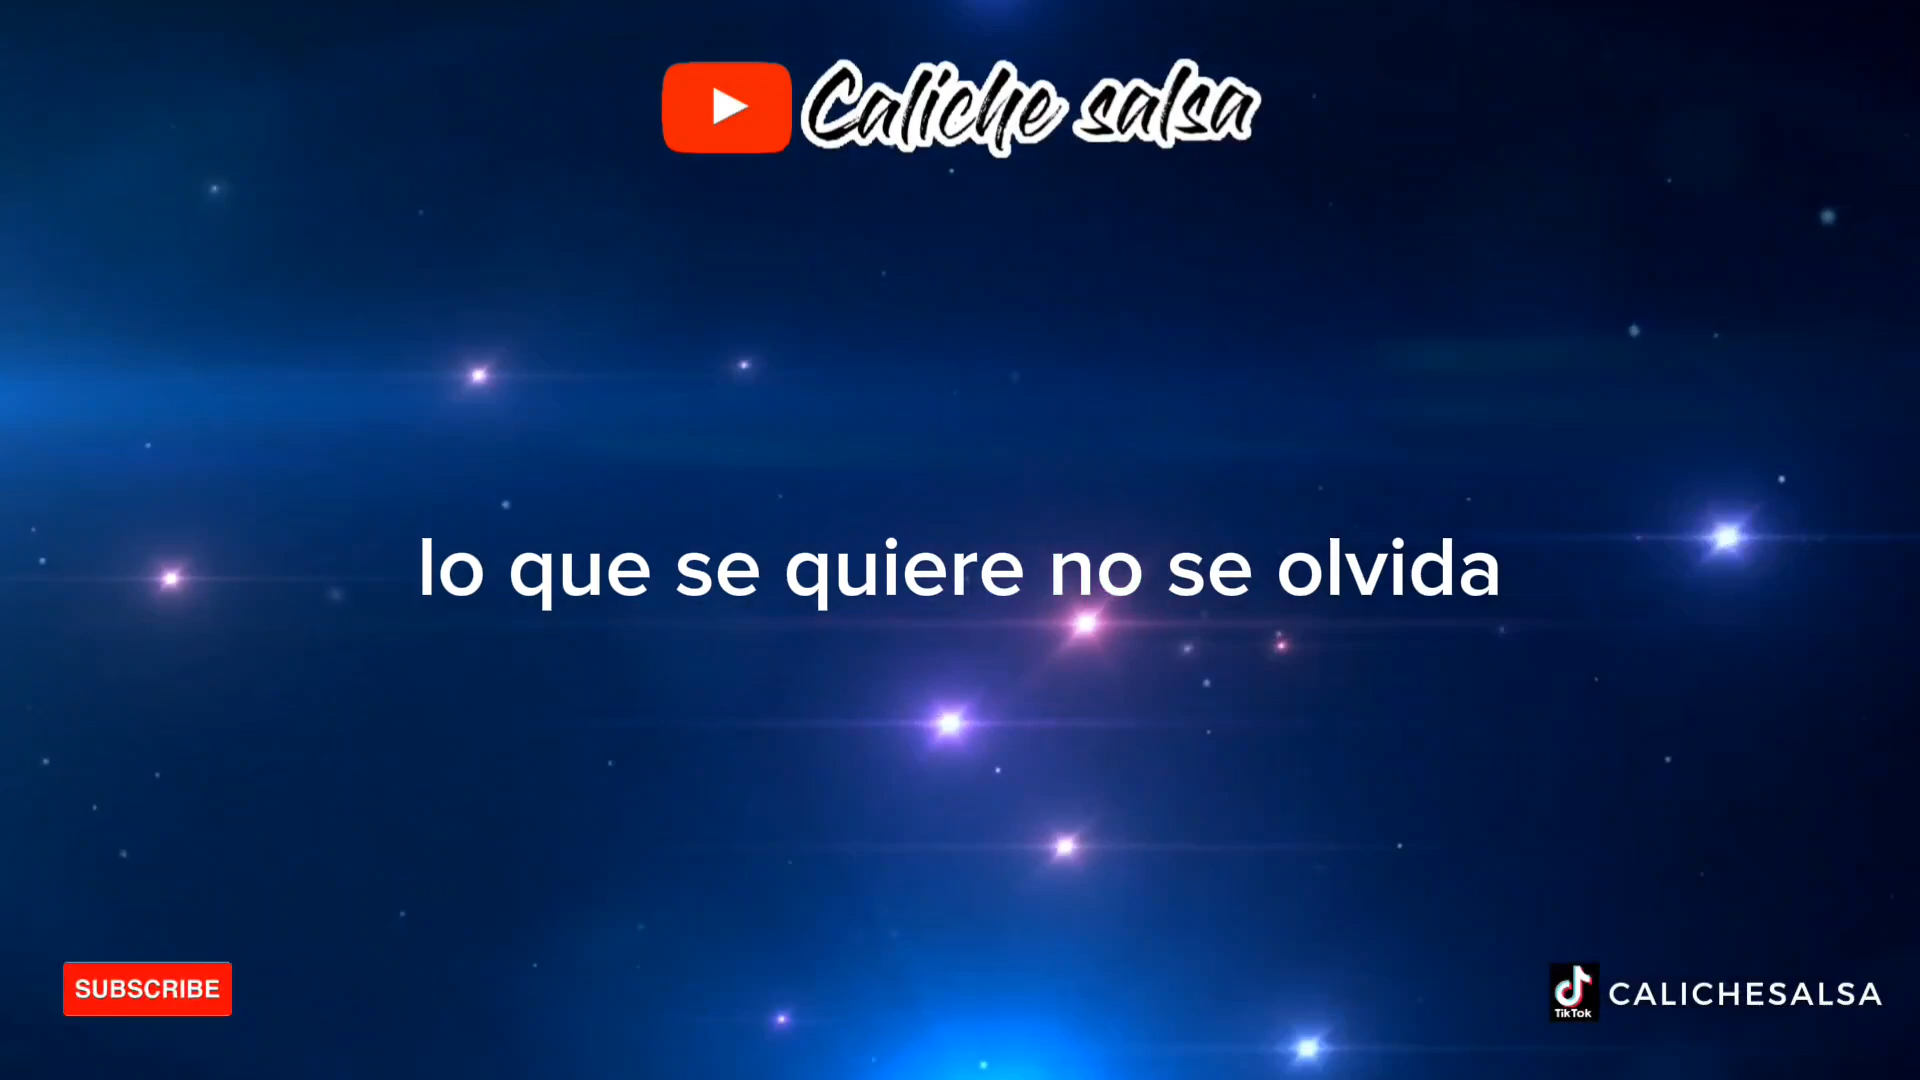 Caliche salsa
lo que se quiere no se olvida
SUBSCRIBE
TikTok
CALICHESALSA